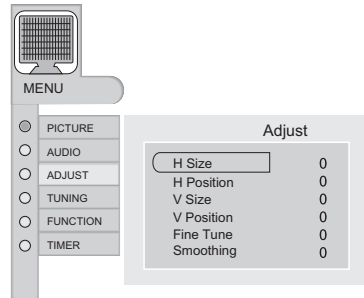 MENU
PICTURE
AUDIO
ADJUST
TUNING
FUNCTION
TIMER
Adjust
H Size 0
H Position 0
V Size 0
V Position 0
Fine Tune 0
Smoothing 0